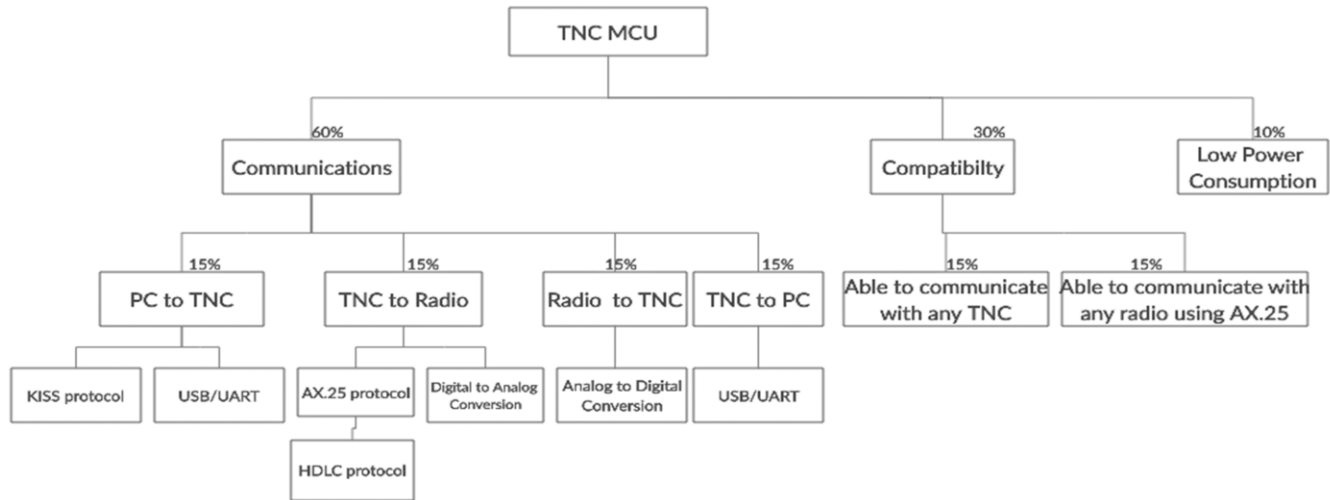 TNC MCU
60%
30%
10%
Communications
Compatibilty
Low Power
Consumption
15%
15%
15%
15%
15%
15%
PC to TNC
TNC to Radio
Radio to TNC
TNC to PC
Able to communicate
with any TNC
Able to communicate with
any radio using AX.25
KISS protocol
USB/UART
AX.25 protocol
Digital to Analog
Conversion
Analog to Digital
Conversion
USB/UART
HDLC protocol